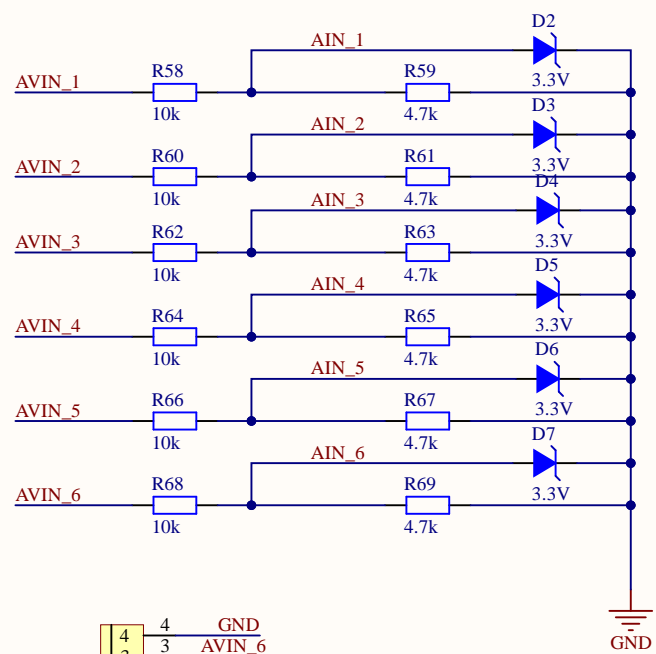 D2
AIN_1
3.3V
AVIN_1
R58
10k
R59
4.7k
D3
AIN_2
3.3V
AVIN_2
R60
10k
R61
4.7k
D4
AIN_3
3.3V
AVIN_3
R62
10k
R63
4.7k
D5
AIN_4
3.3V
AVIN_4
R64
10k
R65
4.7k
D6
AIN_5
3.3V
AVIN_5
R66
10k
R67
4.7k
D7
AIN_6
3.3V
AVIN_6
R68
10k
R69
4.7k
GND
4 4 GND
3 AVIN_6